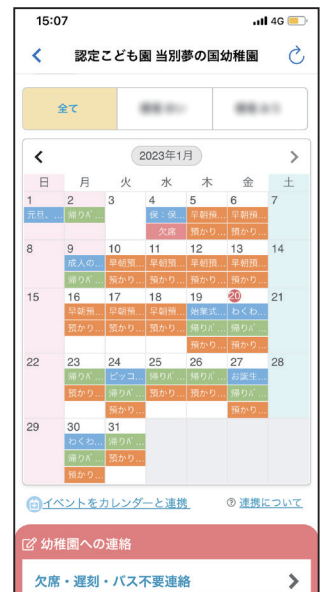 15:07 4G
認定こども園 当別夢の国幼稚園
全て
2023年1月
日 月 火 水 木 金 土
1 2 3 4 5 6 7
元旦、... 帰りバ... 保：保... 早朝預... 早朝預...
欠席 預かり... 預かり...
8 9 10 11 12 13 14
成人の... 早朝預... 早朝預... 早朝預... 早朝預...
帰りバ... 預かり... 預かり... 預かり... 預かり...
15 16 17 18 19 20 21
早朝預... 早朝預... 早朝預... 始業式... わくわ...
預かり... 預かり... 預かり... 帰りバ... 帰りバ...
預かり... 預かり...
22 23 24 25 26 27 28
帰りバ... ピッコ... 帰りバ... 帰りバ... お誕生...
預かり... 帰りバ... 預かり... 預かり... 帰りバ...
預かり... 預かり...
29 30 31
わくわ... 帰りバ...
帰りバ... 預かり...
預かり...
イベントをカレンダーと連携 ? 連携について
幼稚園への連絡
欠席・遅刻・バス不要連絡